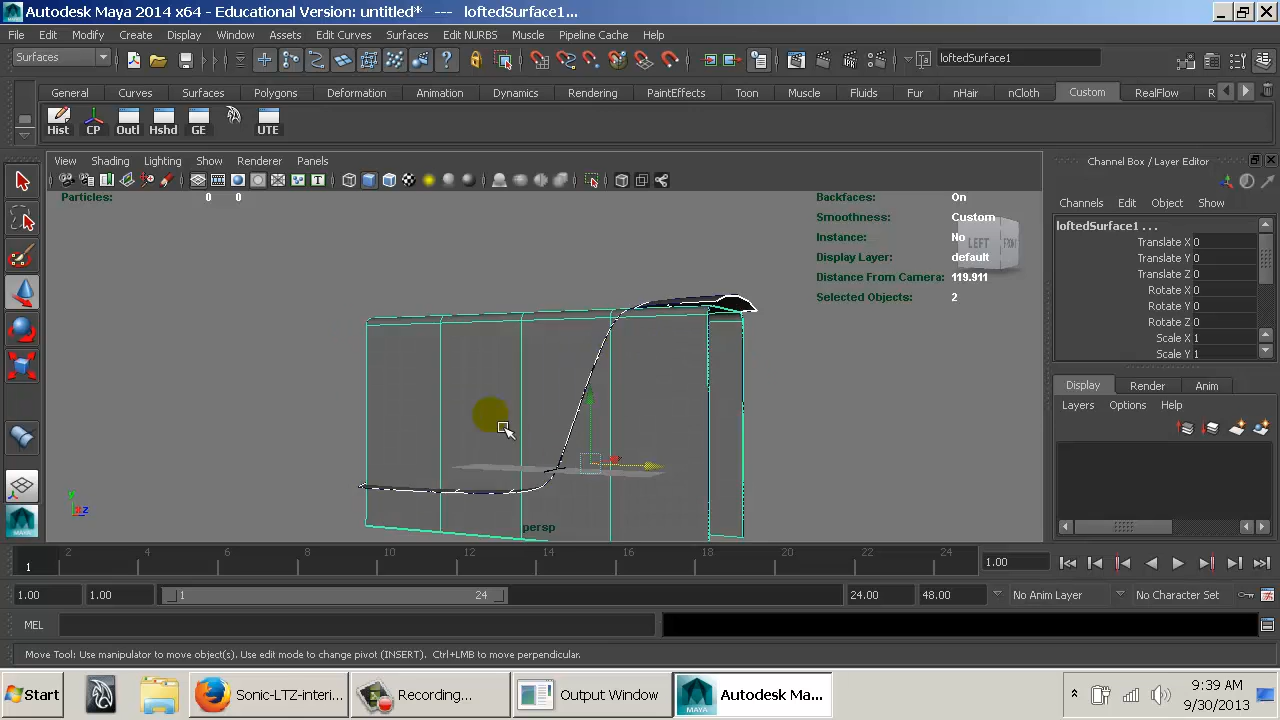 Autodesk Maya 2014 x64 - Educational Version: untitled* --- loftedSurface1...
File Edit Modify Create Display Window Assets Edit Curves Surfaces Edit NURBS Muscle Pipeline Cache Help
Surfaces
loftedSurface1
General Curves Surfaces Polygons Deformation Animation Dynamics Rendering PaintEffects Toon Muscle Fluids Fur nHair nCloth Custom RealFlow R
Hist CP Outl Hshd GE UTE
View Shading Lighting Show Renderer Panels
Channel Box / Layer Editor
Particles: 0 0
Backfaces: On
Smoothness: Custom
Instance: No
Display Layer: default
Distance From Camera: 119.911
Selected Objects: 2
LEFT FRONT
persp
y
z
Channels Edit Object Show
loftedSurface1 ...
Translate X 0
Translate Y 0
Translate Z 0
Rotate X 0
Rotate Y 0
Rotate Z 0
Scale X 1
Scale Y 1
Display Render Anim
Layers Options Help
2 4 6 8 10 12 14 16 18 20 22 24
1
1.00
1.00 1.00 1 24 24.00 48.00 No Anim Layer No Character Set
MEL
Move Tool: Use manipulator to move object(s). Use edit mode to change pivot (INSERT). Ctrl+LMB to move perpendicular.
Start Sonic-LTZ-interi... Recording... Output Window Autodesk Ma...
9:39 AM
9/30/2013